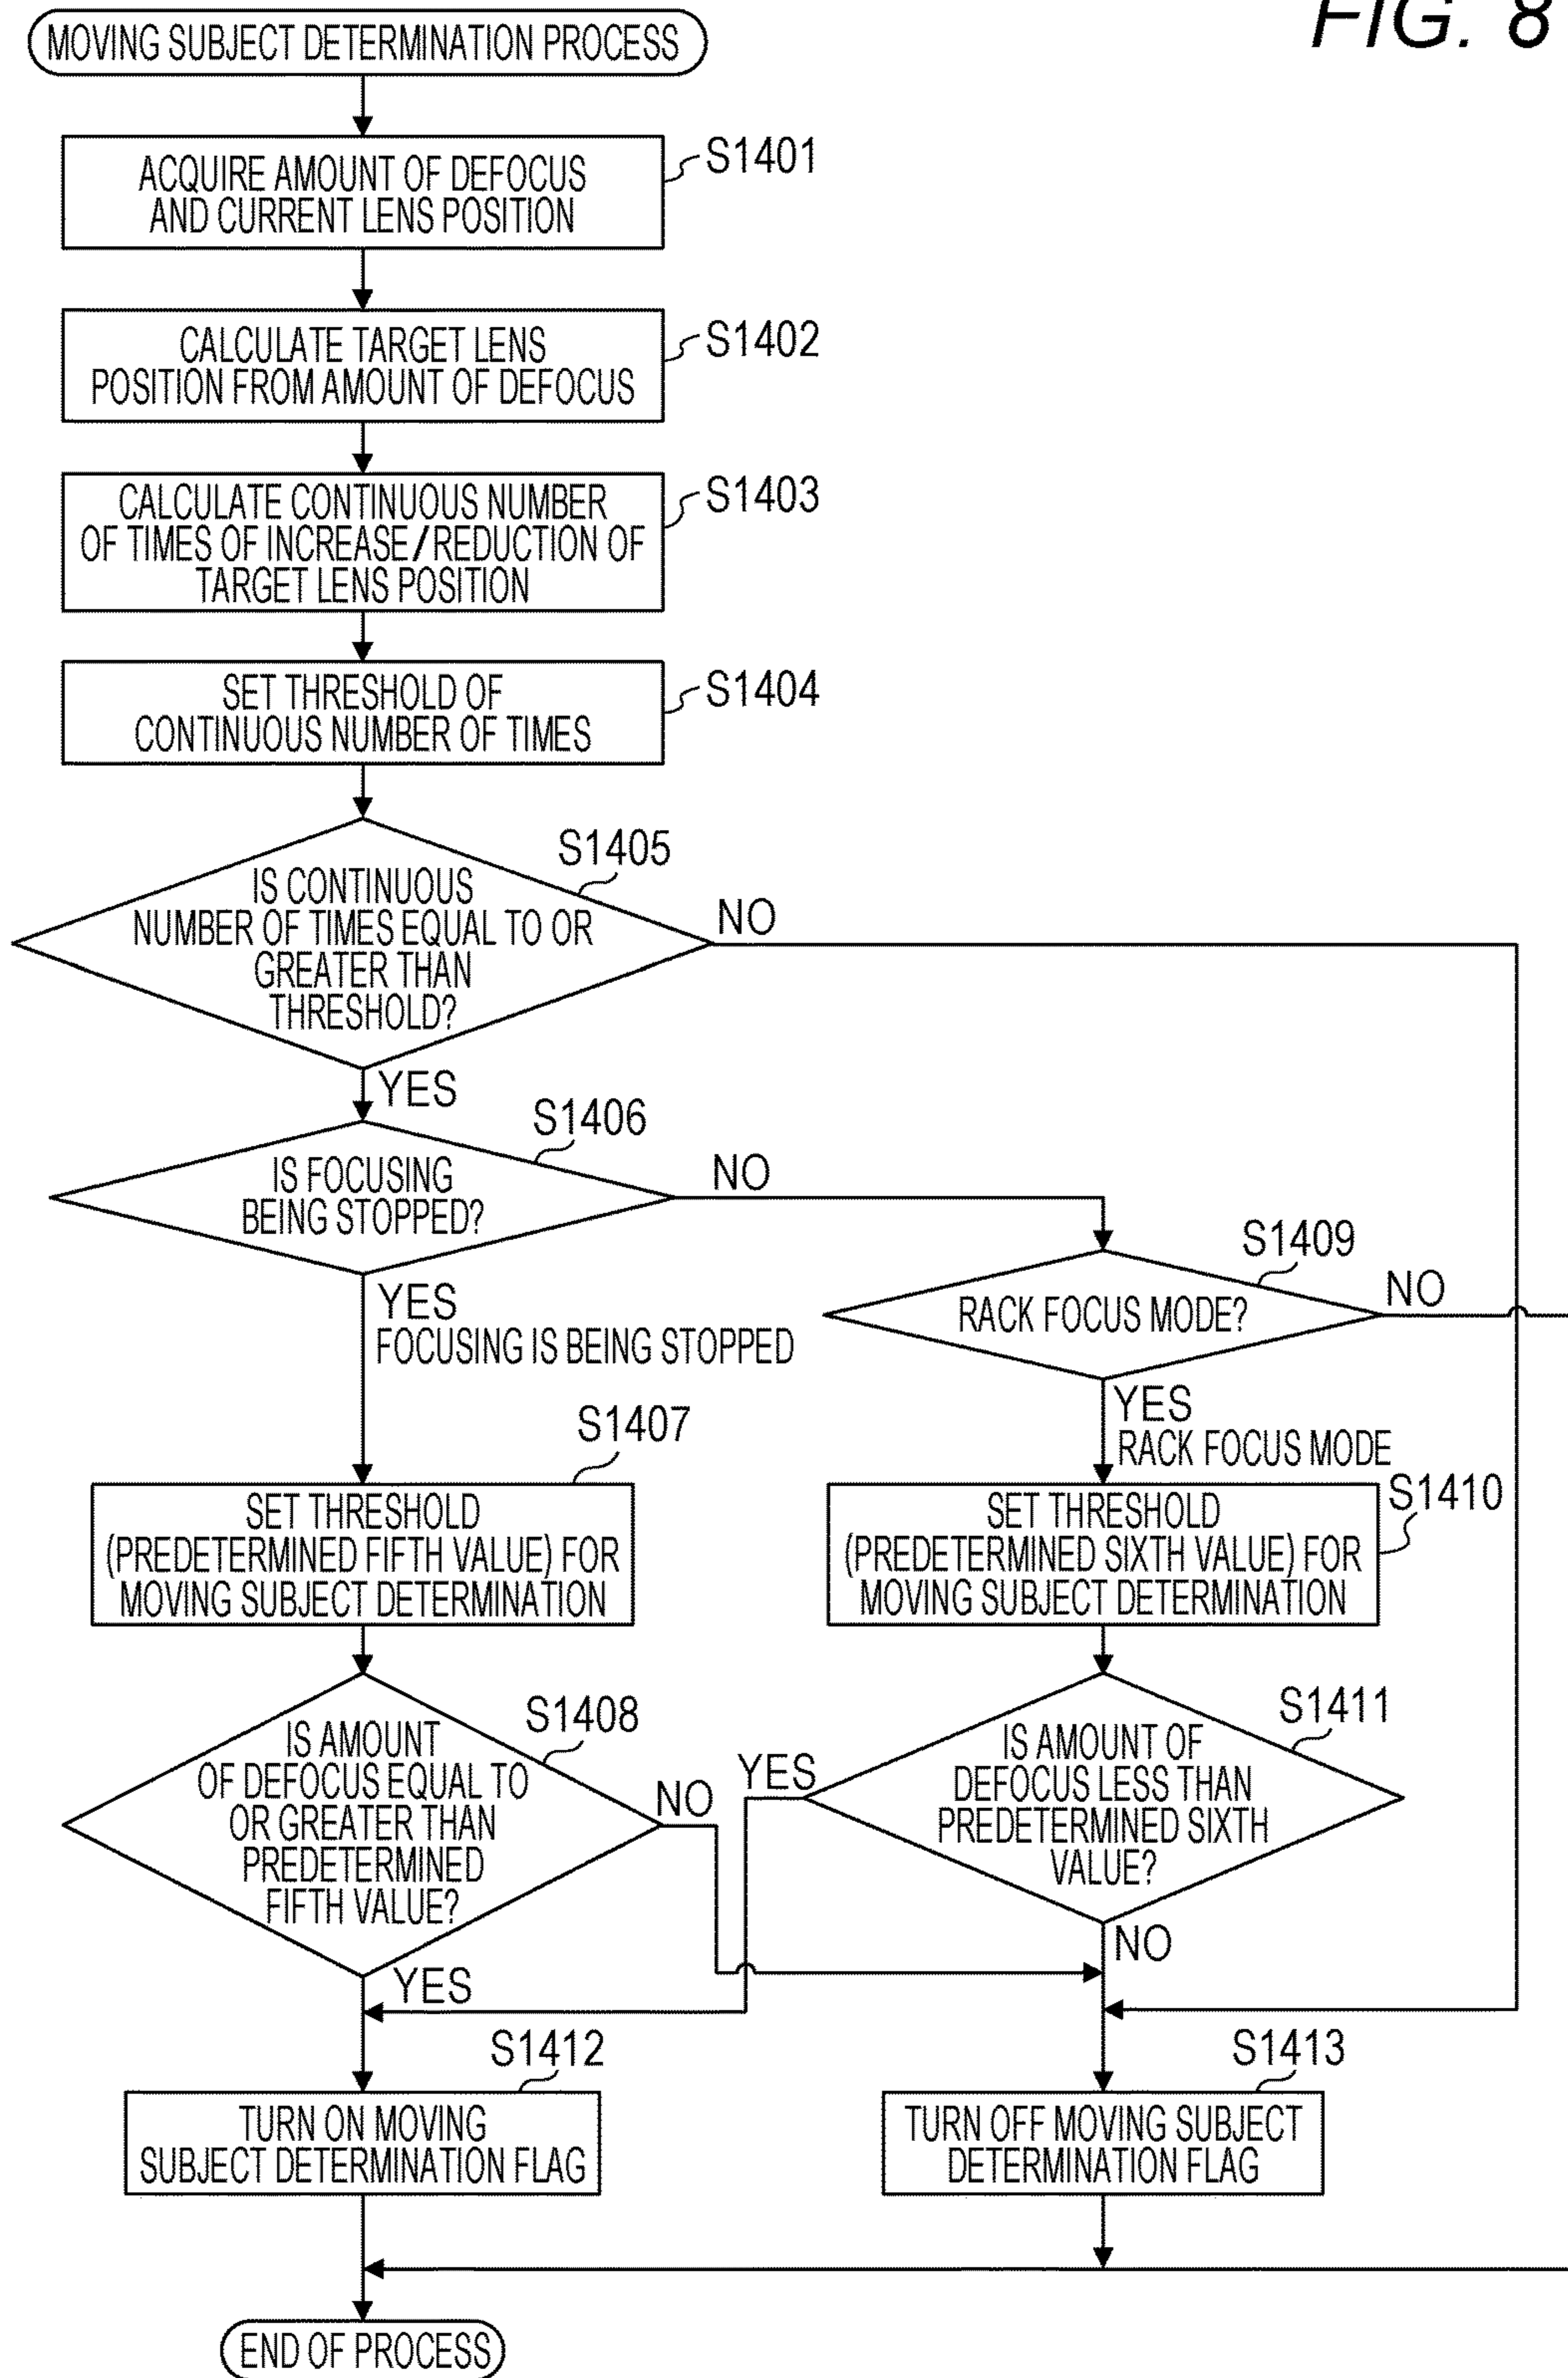 FIG. 8
MOVING SUBJECT DETERMINATION PROCESS
ACQUIRE AMOUNT OF DEFOCUS
AND CURRENT LENS POSITION
S1401
CALCULATE TARGET LENS
POSITION FROM AMOUNT OF DEFOCUS
S1402
CALCULATE CONTINUOUS NUMBER
OF TIMES OF INCREASE/REDUCTION OF
TARGET LENS POSITION
S1403
SET THRESHOLD OF
CONTINUOUS NUMBER OF TIMES
S1404
S1405
IS CONTINUOUS
NUMBER OF TIMES EQUAL TO OR
GREATER THAN
THRESHOLD?
NO
YES
S1406
IS FOCUSING
BEING STOPPED?
NO
YES
FOCUSING IS BEING STOPPED
S1409
RACK FOCUS MODE?
NO
YES
RACK FOCUS MODE
S1407
SET THRESHOLD
(PREDETERMINED FIFTH VALUE) FOR
MOVING SUBJECT DETERMINATION
S1410
SET THRESHOLD
(PREDETERMINED SIXTH VALUE) FOR
MOVING SUBJECT DETERMINATION
S1408
IS AMOUNT
OF DEFOCUS EQUAL TO
OR GREATER THAN
PREDETERMINED
FIFTH VALUE?
NO
YES
S1411
IS AMOUNT OF
DEFOCUS LESS THAN
PREDETERMINED SIXTH
VALUE?
YES
NO
S1412
TURN ON MOVING
SUBJECT DETERMINATION FLAG
S1413
TURN OFF MOVING SUBJECT
DETERMINATION FLAG
END OF PROCESS